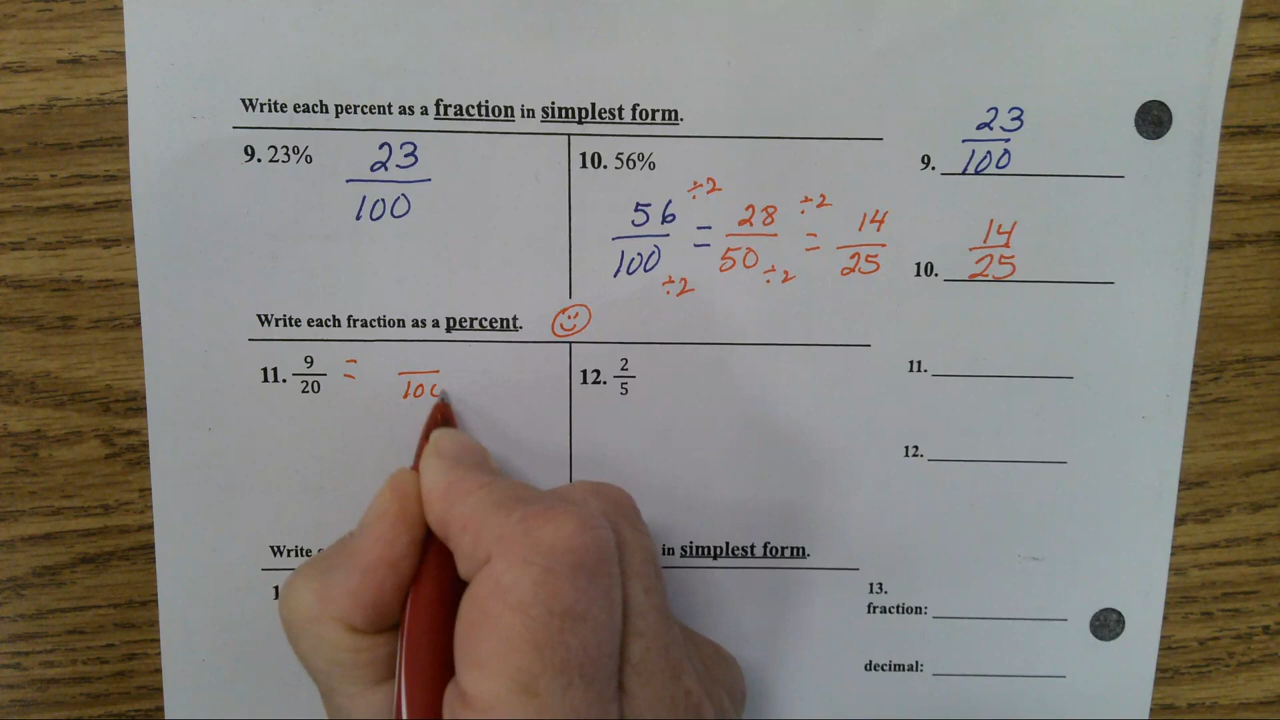 Write each percent as a fraction in simplest form.
9. 23% 23/100
10. 56%
56/100 ÷2 ÷2 = 28/50 ÷2 ÷2 = 14/25
9. 23/100
10. 14/25
Write each fraction as a percent.
11. 9/20 = /100
12. 2/5
11.
12.
Write
in simplest form.
13.
fraction:
decimal: